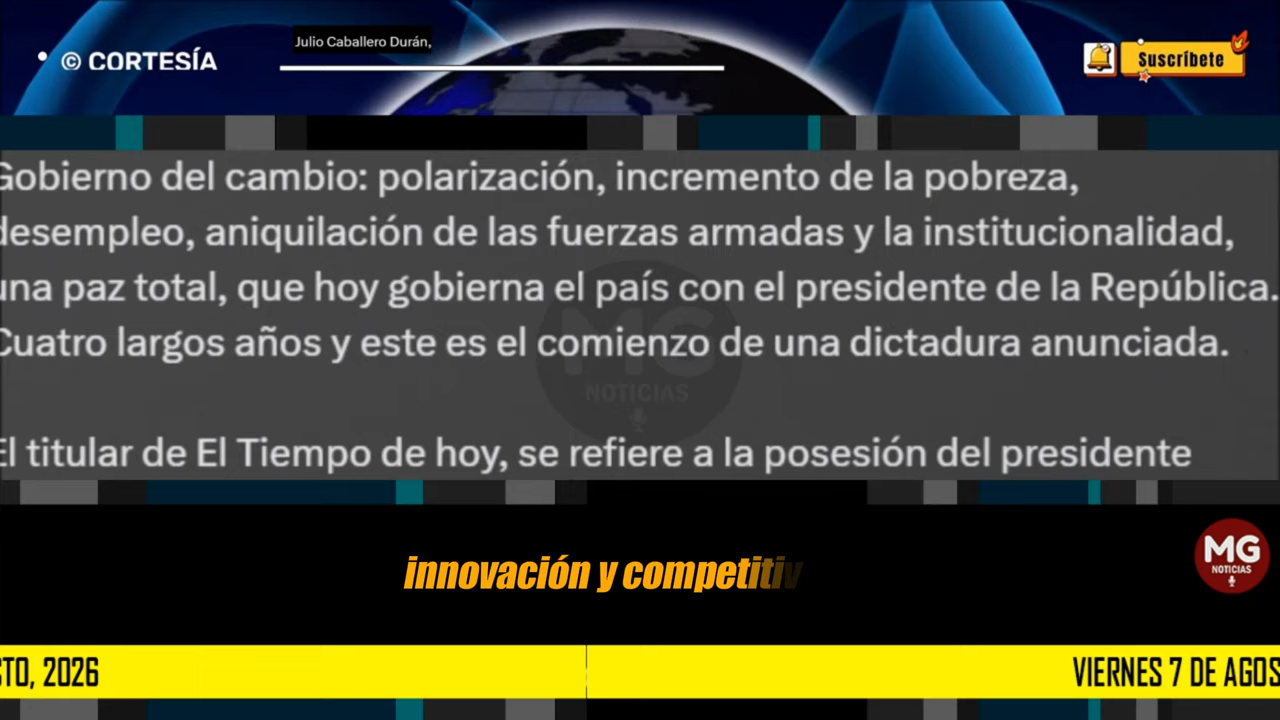 Julio Caballero Durán,
© CORTESÍA
Suscríbete
Gobierno del cambio: polarización, incremento de la pobreza,
desempleo, aniquilación de las fuerzas armadas y la institucionalidad,
una paz total, que hoy gobierna el país con el presidente de la República.
Cuatro largos años y este es el comienzo de una dictadura anunciada.
El titular de El Tiempo de hoy, se refiere a la posesión del presidente
MG
NOTICIAS
innovación y competitiv
MG
NOTICIAS
STO, 2026
VIERNES 7 DE AGOS